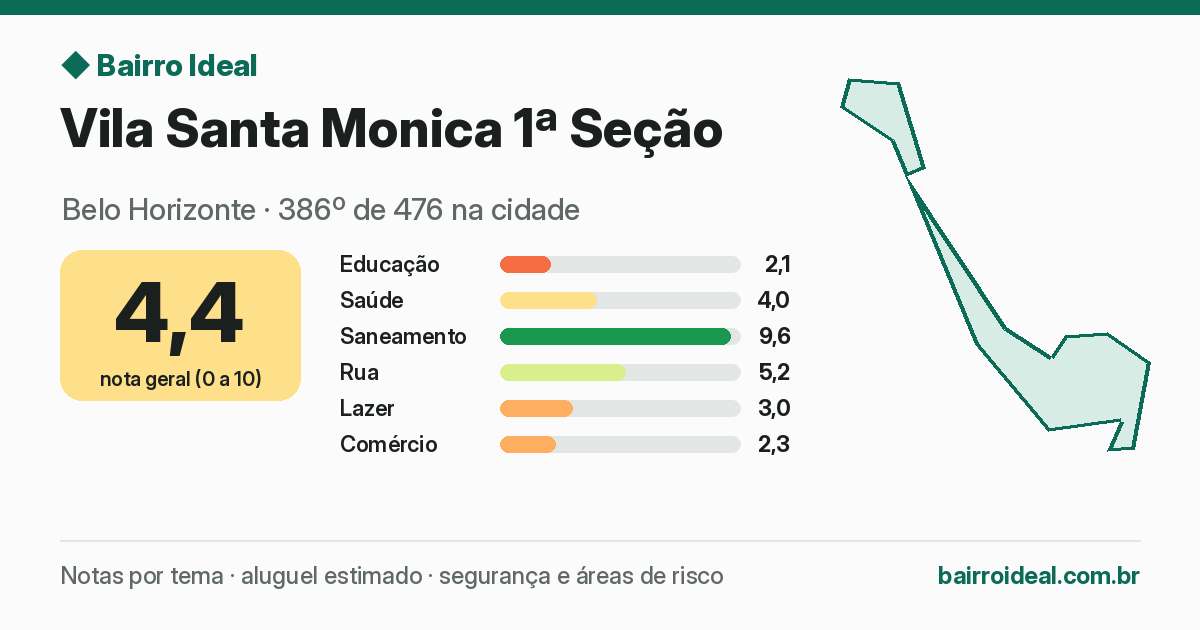 Bairro Ideal
Vila Santa Monica 1ª Seção
Belo Horizonte · 386º de 476 na cidade
4,4
nota geral (0 a 10)
Educação 2,1
Saúde 4,0
Saneamento 9,6
Rua 5,2
Lazer 3,0
Comércio 2,3
Notas por tema · aluguel estimado · segurança e áreas de risco
bairroideal.com.br